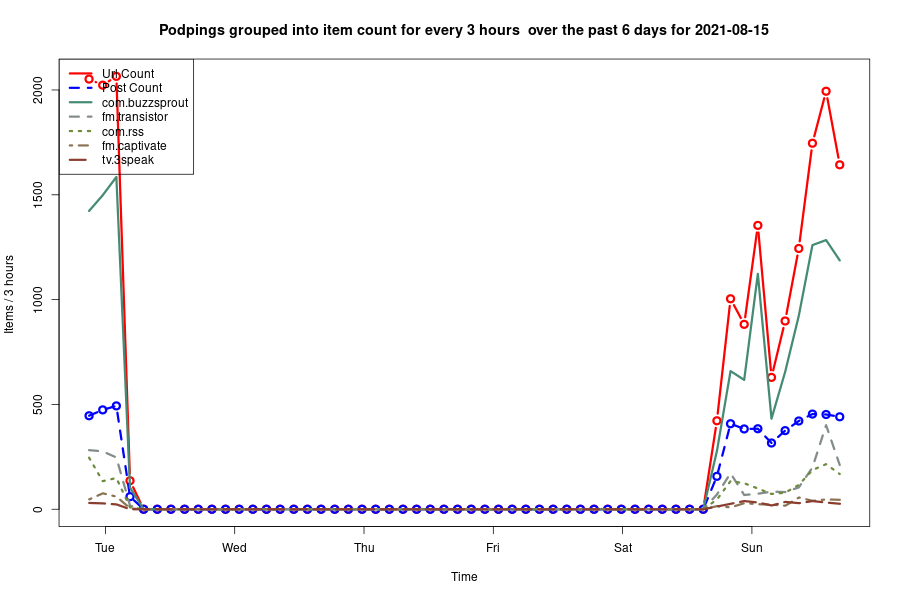 Podpings grouped into item count for every 3 hours  over the past 6 days for 2021-08-15
Url Count
Post Count
com.buzzsprout
fm.transistor
com.rss
fm.captivate
tv.3speak
2000
1500
1000
500
0
Items / 3 hours
Tue Wed Thu Fri Sat Sun
Time